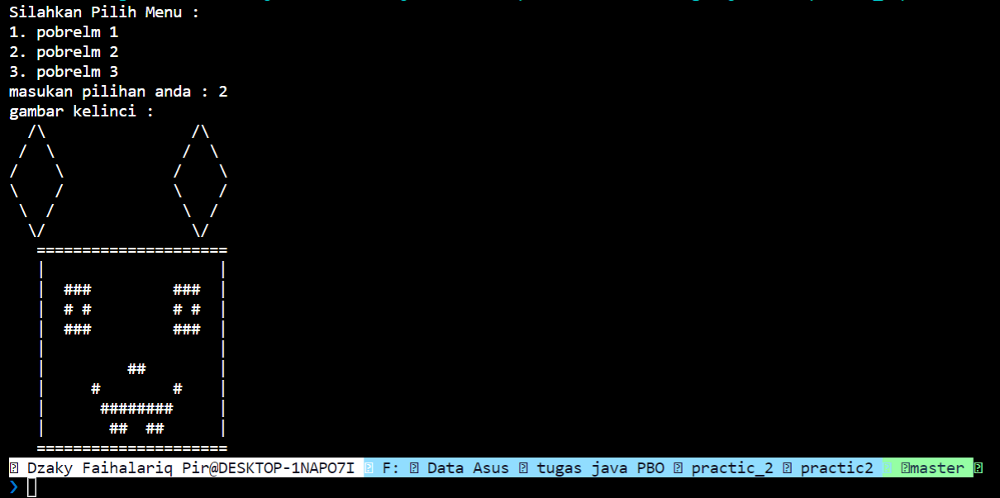 Silahkan Pilih Menu :
1. pobrelm 1
2. pobrelm 2
3. pobrelm 3
masukan pilihan anda : 2
gambar kelinci :
  /\                /\
 /  \              /  \
/    \            /    \
\    /            \    /
 \  /              \  /
  \/                \/
   =====================
   |                   |
   |  ###         ###  |
   |  # #         # #  |
   |  ###         ###  |
   |                   |
   |         ##        |
   |     #        #    |
   |      ########     |
   |       ##  ##      |
   =====================
Dzaky Faihalariq Pir@DESKTOP-1NAPO7I F: Data Asus tugas java PBO practic_2 practic2 master
❯